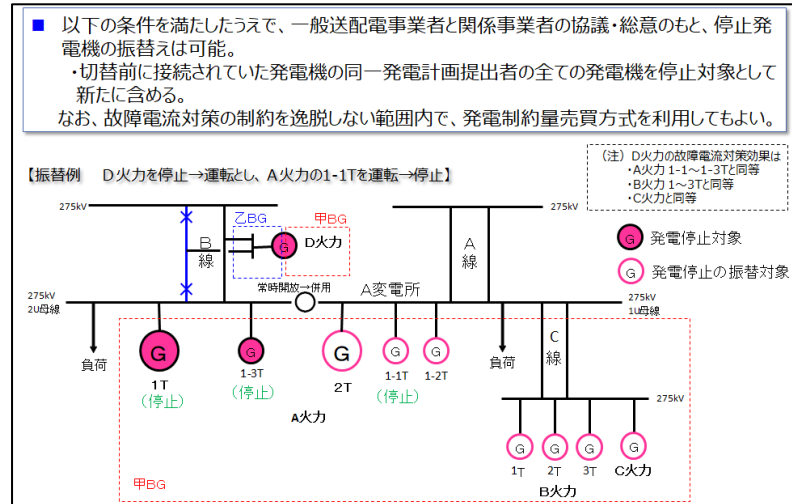 ■ 以下の条件を満たしたうえで、一般送配電事業者と関係事業者の協議・総意のもと、停止発
電機の振替えは可能。
・切替前に接続されていた発電機の同一発電計画提出者の全ての発電機を停止対象として
新たに含める。
なお、故障電流対策の制約を逸脱しない範囲内で、発電制約量売買方式を利用してもよい。
(注) D火力の故障電流対策効果は
・A火力 1-1~1-3Tと同等
・B火力 1~3Tと同等
・C火力と同等
【振替例 D火力を停止→運転とし、A火力の1-1Tを運転→停止】
275kV
乙BG
甲BG
275kV
G
D火力
B
線
A
線
G 発電停止対象
G 発電停止の振替対象
常時開放→併用
A変電所
275kV
2U母線
275kV
1U母線
負荷
G
1T
(停止)
G
1-3T
(停止)
G
2T
G
1-1T
(停止)
G
1-2T
負荷
C
線
A火力
275kV
G
1T
G
2T
G
3T
G
C火力
B火力
甲BG